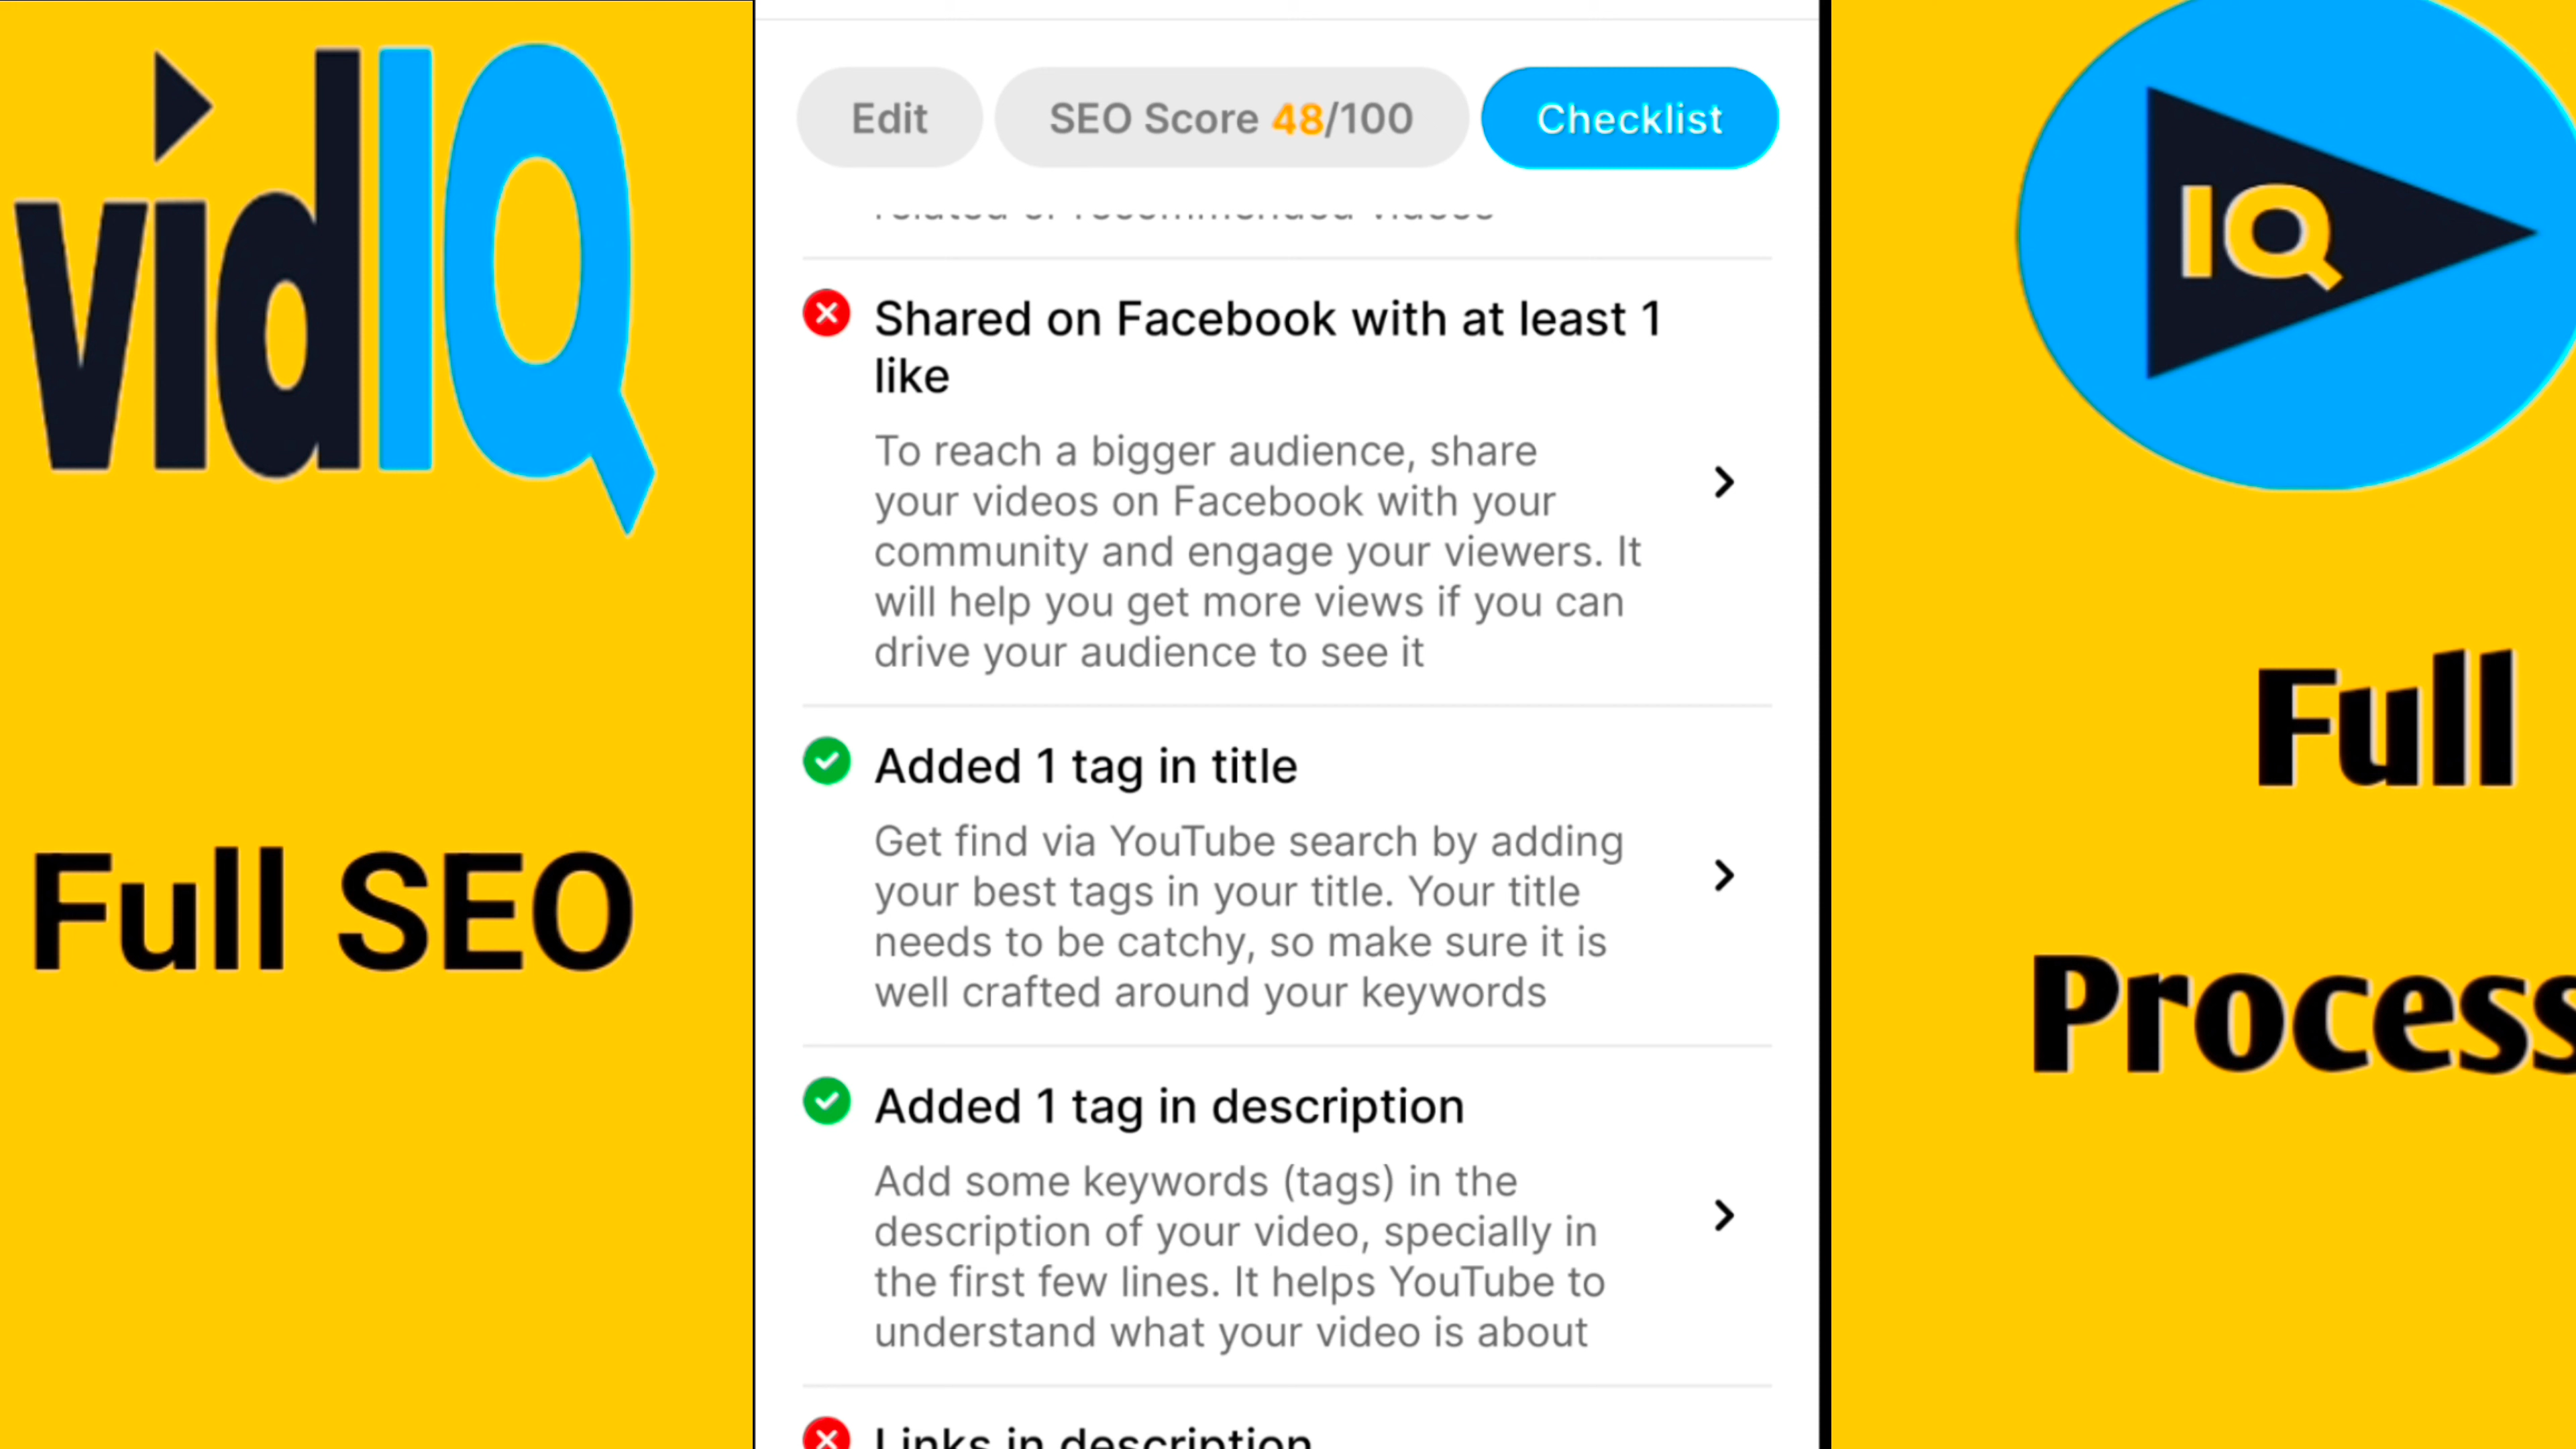 vidIQ
Full SEO
Edit
SEO Score 48/100
Checklist
related or recommended videos
Shared on Facebook with at least 1
like
To reach a bigger audience, share
your videos on Facebook with your
community and engage your viewers. It
will help you get more views if you can
drive your audience to see it
Added 1 tag in title
Get find via YouTube search by adding
your best tags in your title. Your title
needs to be catchy, so make sure it is
well crafted around your keywords
Added 1 tag in description
Add some keywords (tags) in the
description of your video, specially in
the first few lines. It helps YouTube to
understand what your video is about
Links in description
IQ
Full
Process